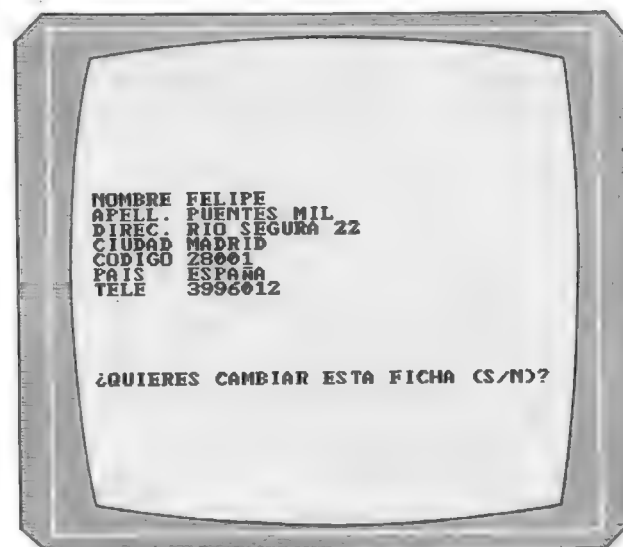 NOMBRE FELIPE
APELL. PUENTES MIL
DIREC. RIO SEGURA 22
CIUDAD MADRID
CODIGO 28001
PAIS ESPAÑA
TELE 3996012
¿QUIERES CAMBIAR ESTA FICHA (S/N)?